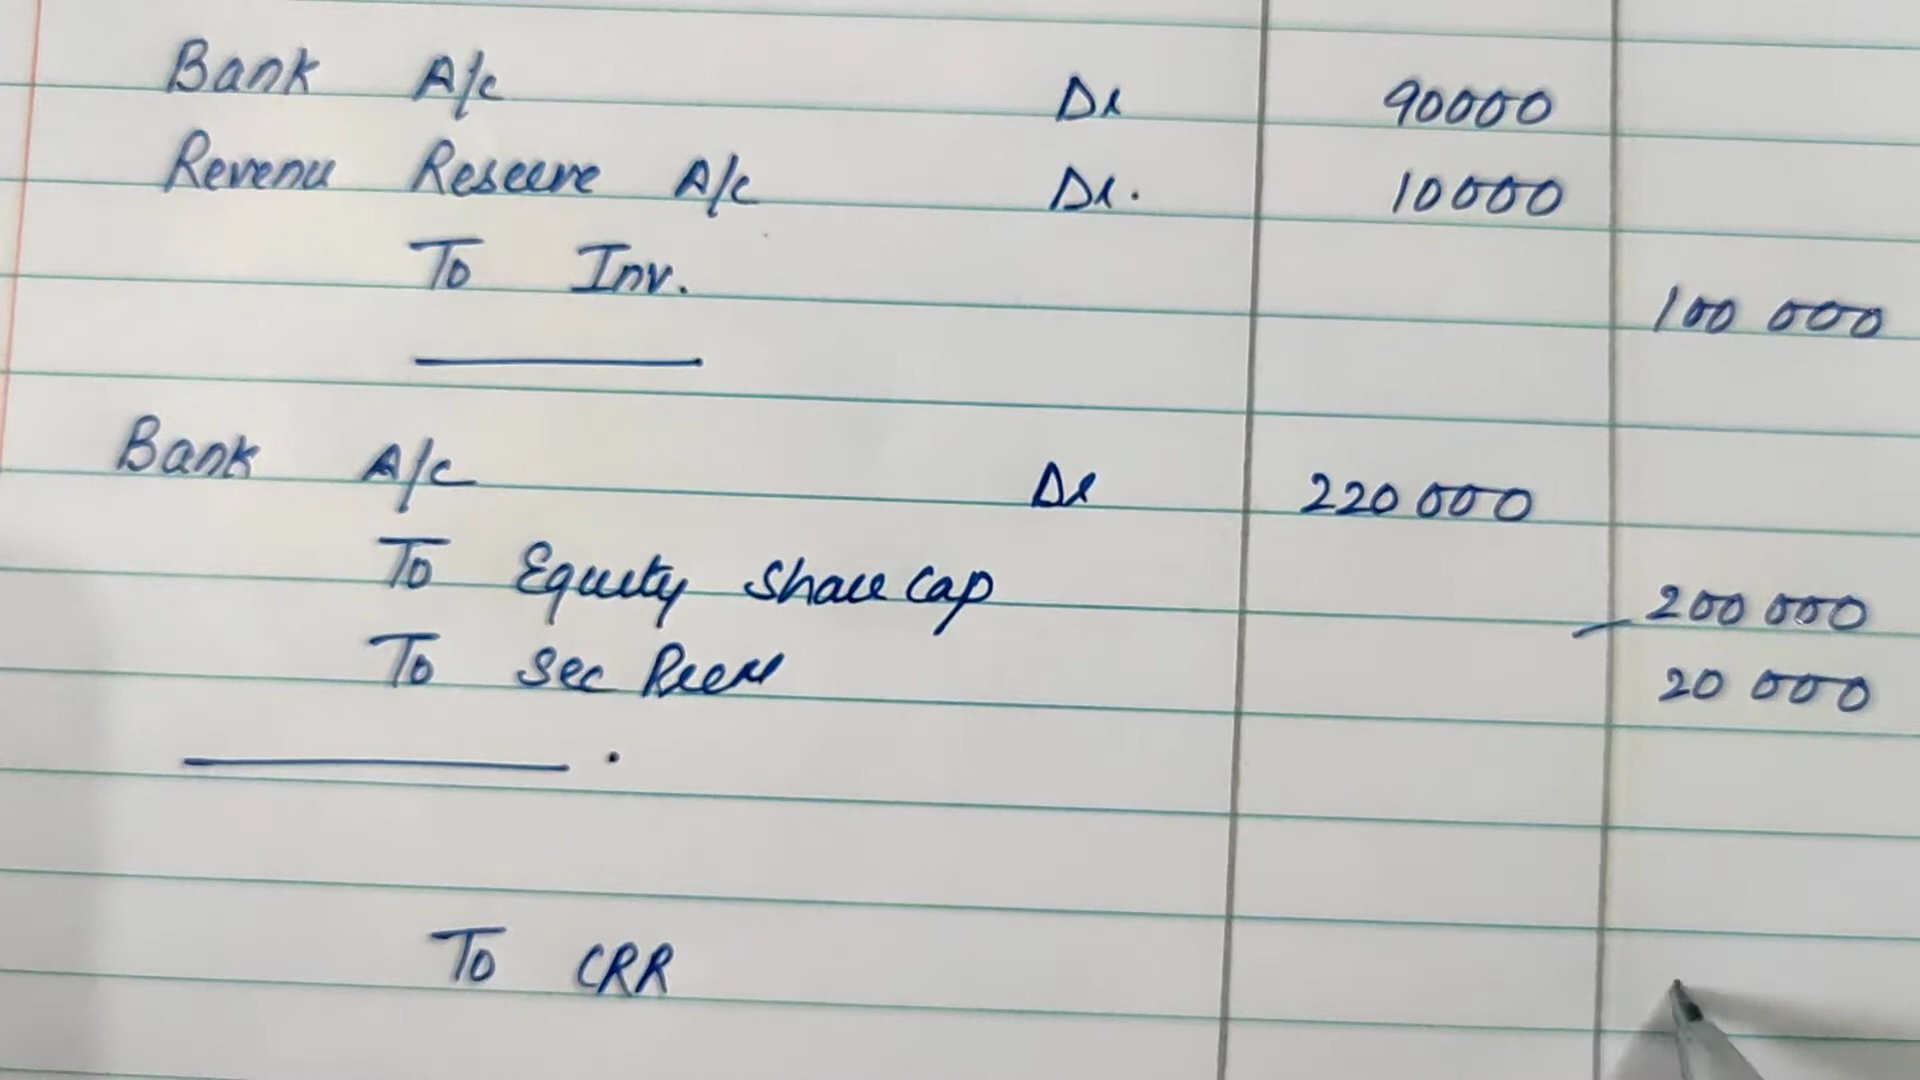 Bank A/c Dr 90000
Revenu Reserve A/c Dr. 10000
To Inv.
100 000
Bank A/c Dr 220 000
To Equity Share Cap
200 000
To Sec Prem 20 000
To CRR